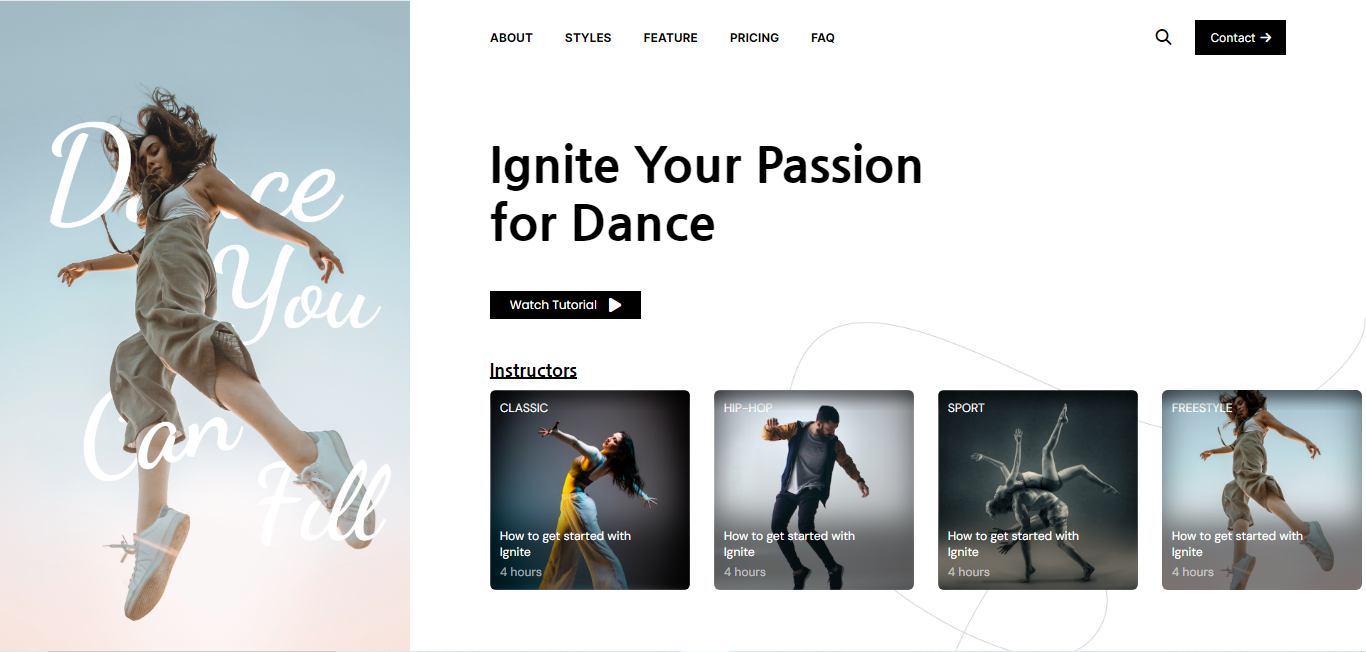 Dance
You
Can
Fill
ABOUT STYLES FEATURE PRICING FAQ
Contact →
Ignite Your Passion
for Dance
Watch Tutorial
Instructors
CLASSIC
How to get started with
Ignite
4 hours
HIP-HOP
How to get started with
Ignite
4 hours
SPORT
How to get started with
Ignite
4 hours
FREESTYLE
How to get started with
Ignite
4 hours